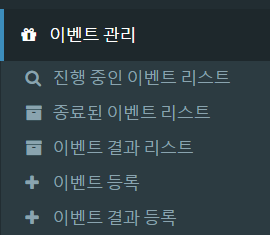 이벤트 관리
진행 중인 이벤트 리스트
종료된 이벤트 리스트
이벤트 결과 리스트
이벤트 등록
이벤트 결과 등록